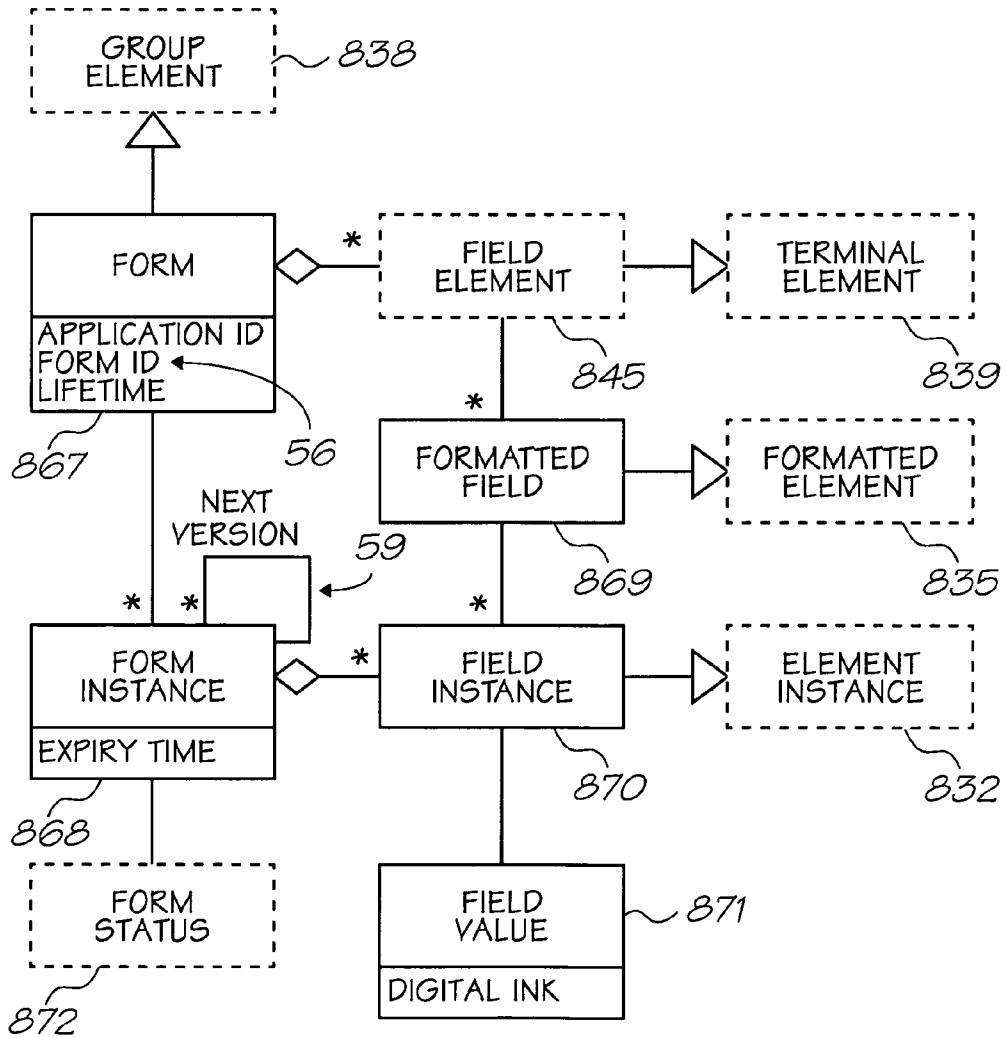 GROUP
ELEMENT
838
FORM
*
FIELD
ELEMENT
TERMINAL
ELEMENT
APPLICATION ID
FORM ID
LIFETIME
845
839
867
56
*
FORMATTED
FIELD
FORMATTED
ELEMENT
NEXT
VERSION
59
869
835
*
*
*
FORM
INSTANCE
*
FIELD
INSTANCE
ELEMENT
INSTANCE
EXPIRY TIME
870
832
868
FORM
STATUS
FIELD
VALUE
871
DIGITAL INK
872